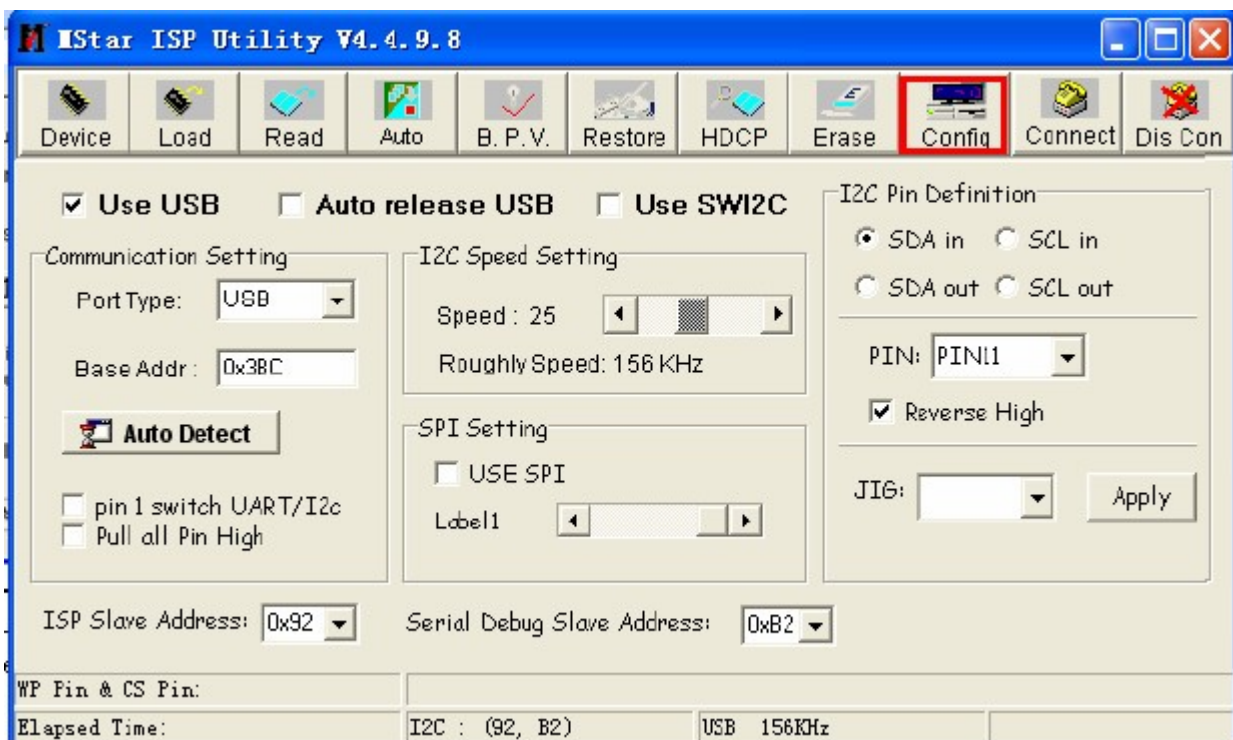 MStar ISP Utility V4.4.9.8
Device Load Read Auto B.P.V. Restore HDCP Erase Config Connect Dis Con
Use USB Auto release USB Use SWI2C
I2C Pin Definition
SDA in SCL in
SDA out SCL out
Communication Setting
Port Type: USB
Base Addr: 0x3BC
Auto Detect
pin 1 switch UART/I2c
Pull all Pin High
I2C Speed Setting
Speed : 25
Roughly Speed: 156 KHz
SPI Setting
USE SPI
Label1
PIN: PIN11
Reverse High
JIG: Apply
ISP Slave Address: 0x92 Serial Debug Slave Address: 0xB2
WP Pin & CS Pin:
Elapsed Time: I2C : (92, B2) USB 156KHz